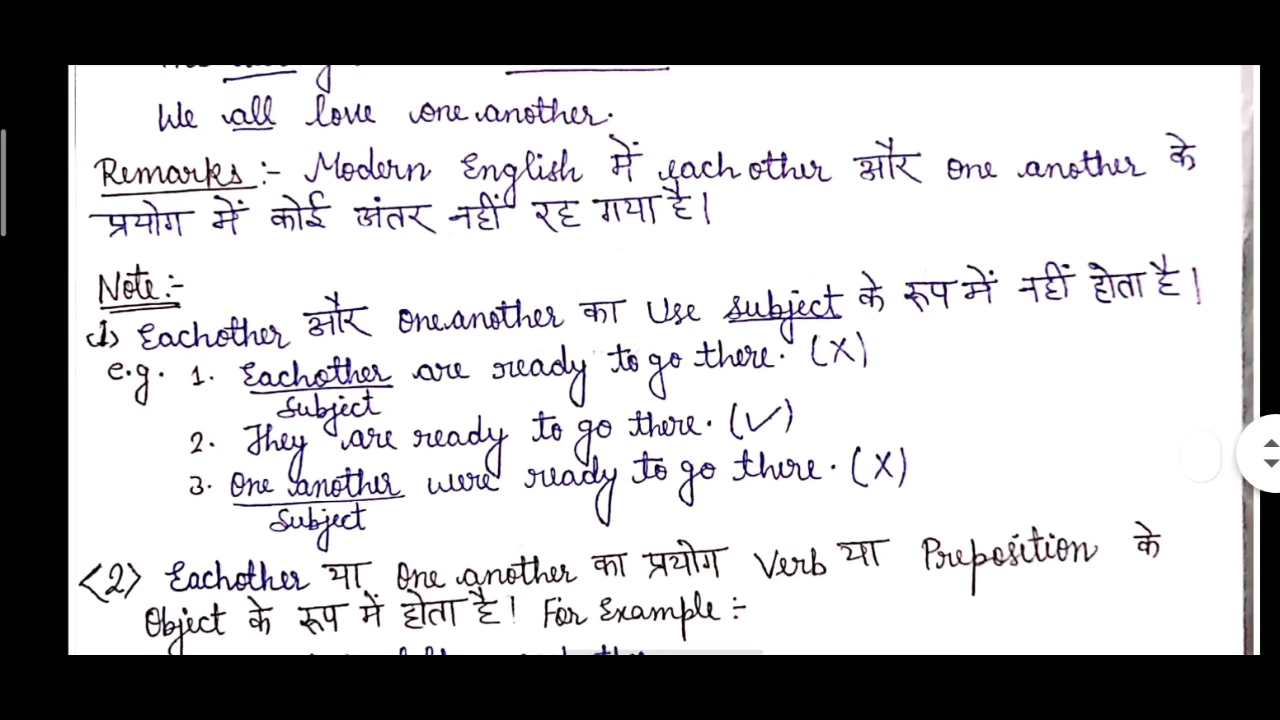 We all love one another.
Remarks :- Modern English में each other और one another के
प्रयोग में कोई अंतर नहीं रह गया है।
Note :-
(1) Eachother और one another का Use subject के रूप में नहीं होता है।
e.g. 1. Eachother are ready to go there. (X)
Subject
2. They are ready to go there. (✓)
3. One another were ready to go there. (X)
Subject
<2> Eachother या One another का प्रयोग Verb या Preposition के
Object के रूप में होता है। For Example :-